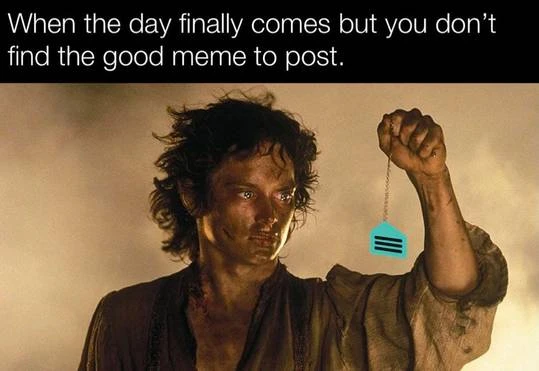 When the day finally comes but you don’t
find the good meme to post.